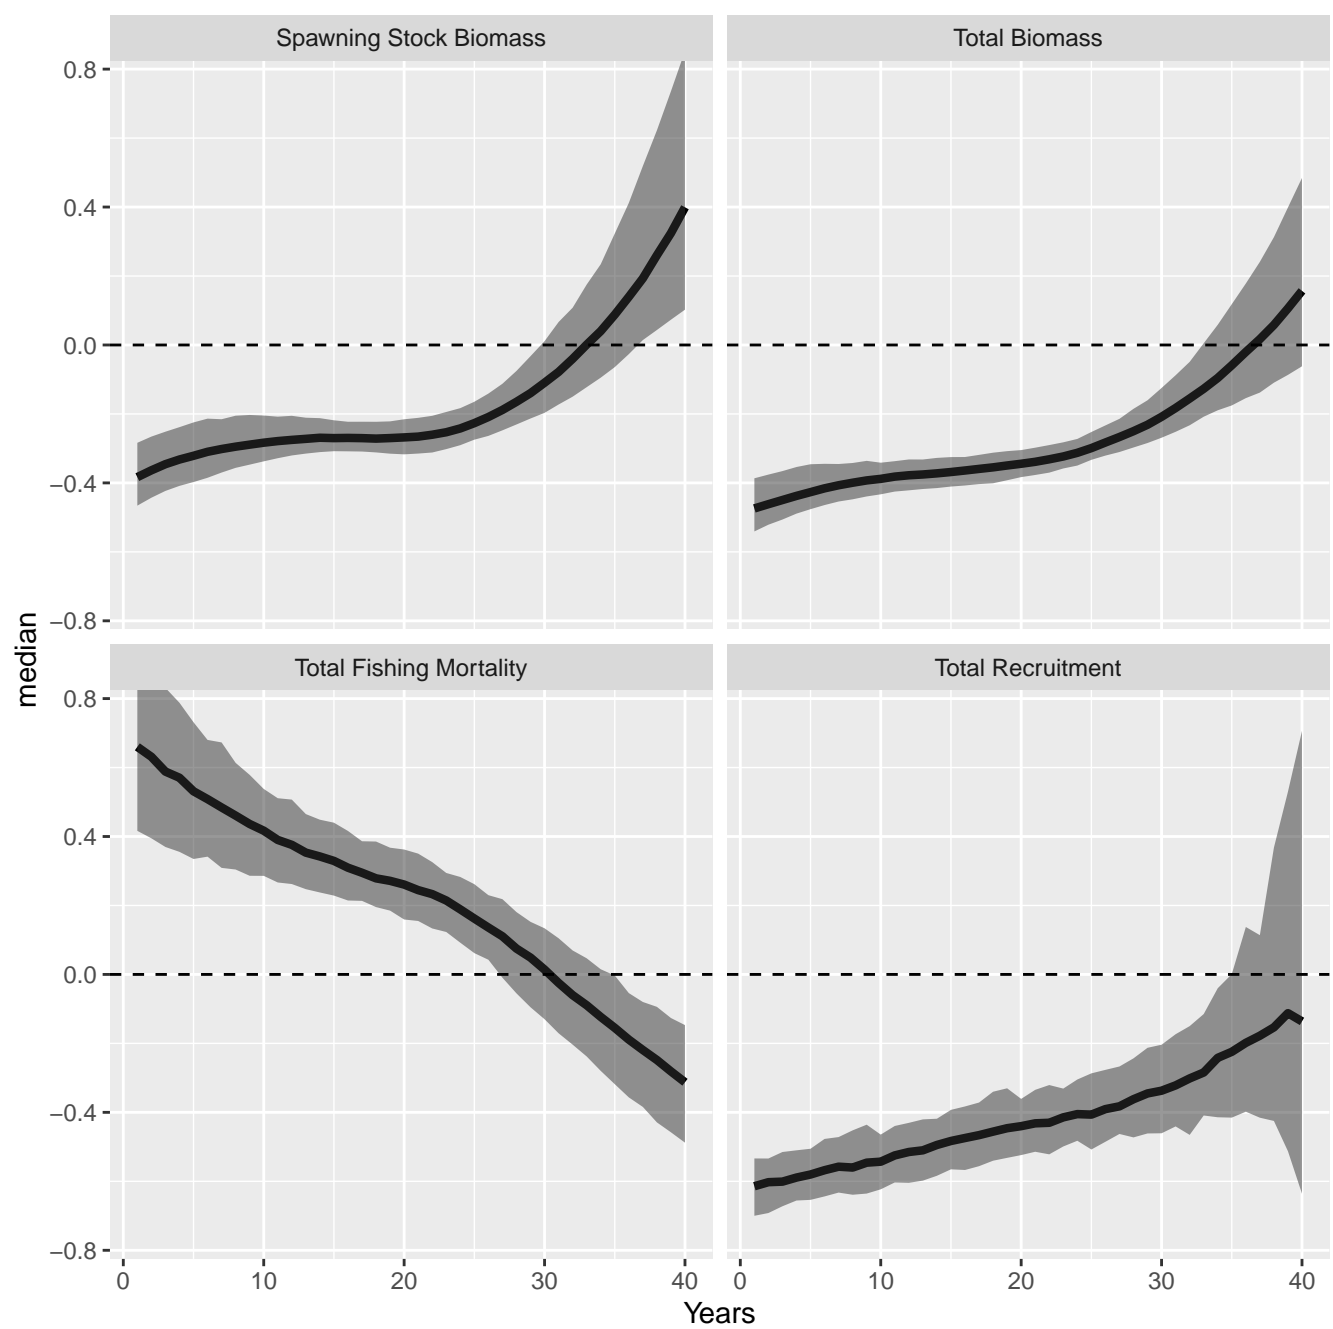 Spawning Stock Biomass
Total Biomass
0.8
0.4
0.0
−0.4
−0.8
median
Total Fishing Mortality
Total Recruitment
0.8
0.4
0.0
−0.4
−0.8
0 10 20 30 40
0 10 20 30 40
Years